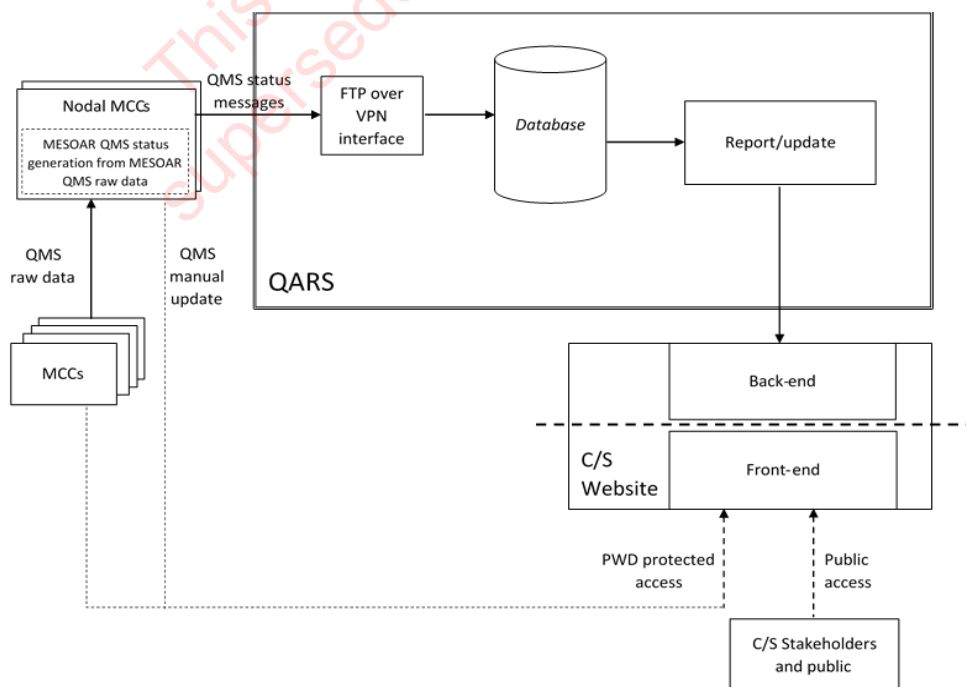 This
superseded
QMS status
messages
Nodal MCCs
MESOAR QMS status
generation from MESOAR
QMS raw data
FTP over
VPN
interface
Database
Report/update
QMS
raw data
QMS
manual
update
QARS
MCCs
Back-end
C/S
Website
Front-end
PWD protected
access
Public
access
C/S Stakeholders
and public